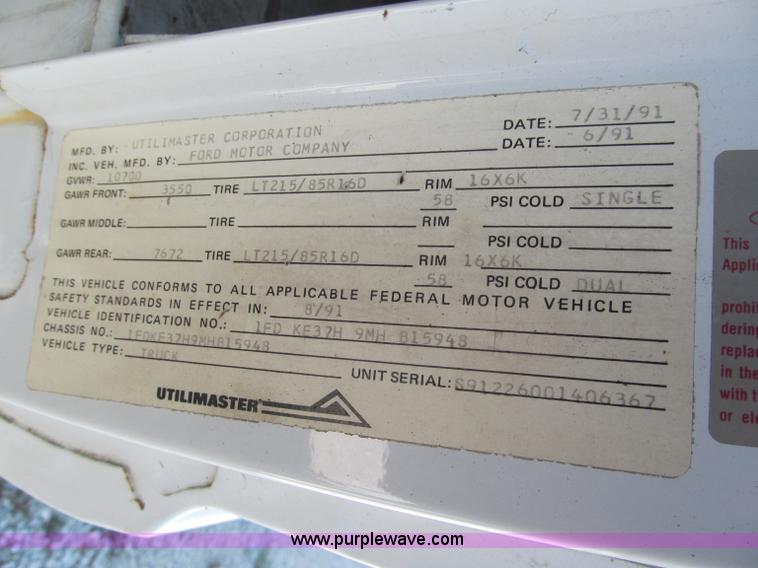 MFD. BY: UTILIMASTER CORPORATION DATE: 7/31/91
INC. VEH. MFD. BY: FORD MOTOR COMPANY DATE: 6/91
GVWR: 10700
GAWR FRONT: 3550 TIRE LT215/85R16D RIM 16X6K
58 PSI COLD SINGLE
GAWR MIDDLE: TIRE RIM
PSI COLD
GAWR REAR: 7672 TIRE LT215/85R16D RIM 16X6K
58 PSI COLD DUAL
THIS VEHICLE CONFORMS TO ALL APPLICABLE FEDERAL MOTOR VEHICLE
SAFETY STANDARDS IN EFFECT IN: 8/91
VEHICLE IDENTIFICATION NO.: 1FD KE37H 9MH B15948
CHASSIS NO.: 1FDKE37H9MHB15948
VEHICLE TYPE: TRUCK
UNIT SERIAL: S91226001406367
UTILIMASTER
This
Applic
prohi
dering
replac
in the
with t
or ele
www.purplewave.com